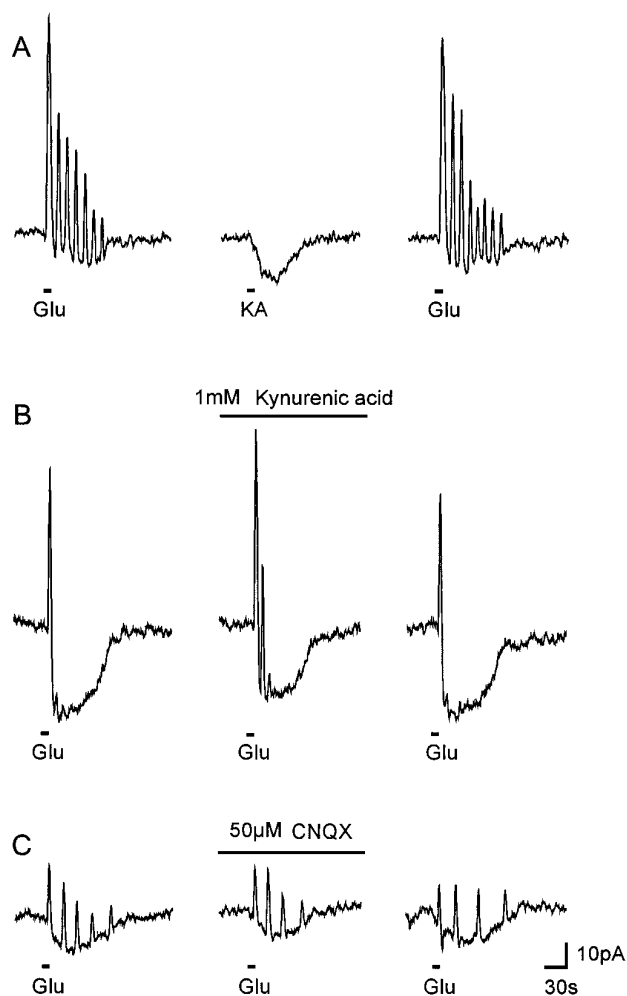 A
Glu KA Glu
1mM Kynurenic acid
B
Glu Glu Glu
50µM CNQX
C
10pA
Glu Glu Glu 30s